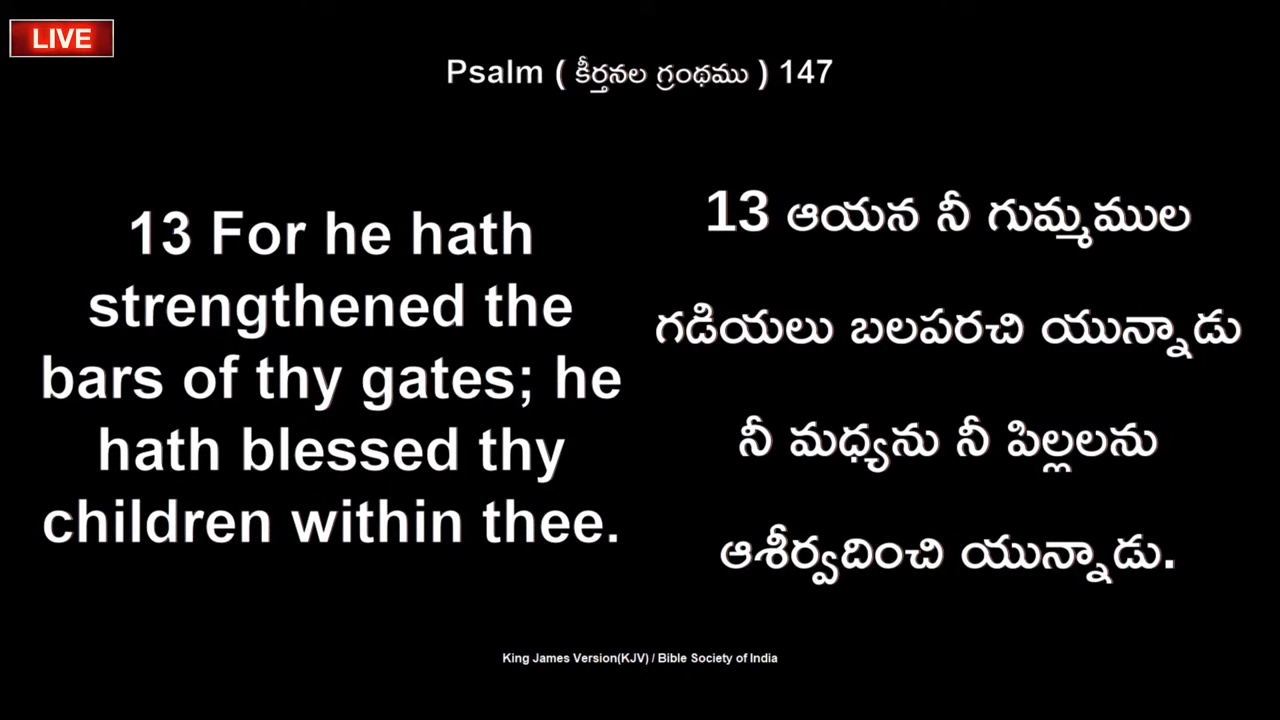 LIVE
Psalm ( కీర్తనల గ్రంథము ) 147
13 For he hath
strengthened the
bars of thy gates; he
hath blessed thy
children within thee.
13 ఆయన నీ గుమ్మముల
గడియలు బలపరచి యున్నాడు
నీ మధ్యను నీ పిల్లలను
ఆశీర్వదించి యున్నాడు.
King James Version(KJV) / Bible Society of India